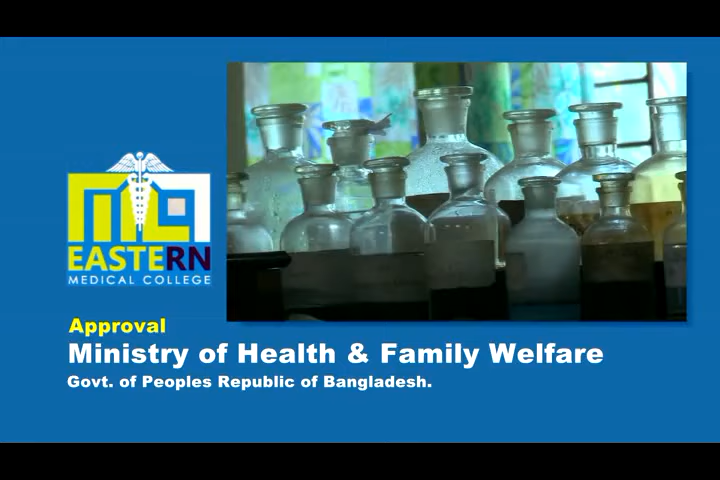 EASTERN
MEDICAL COLLEGE
Approval
Ministry of Health & Family Welfare
Govt. of Peoples Republic of Bangladesh.